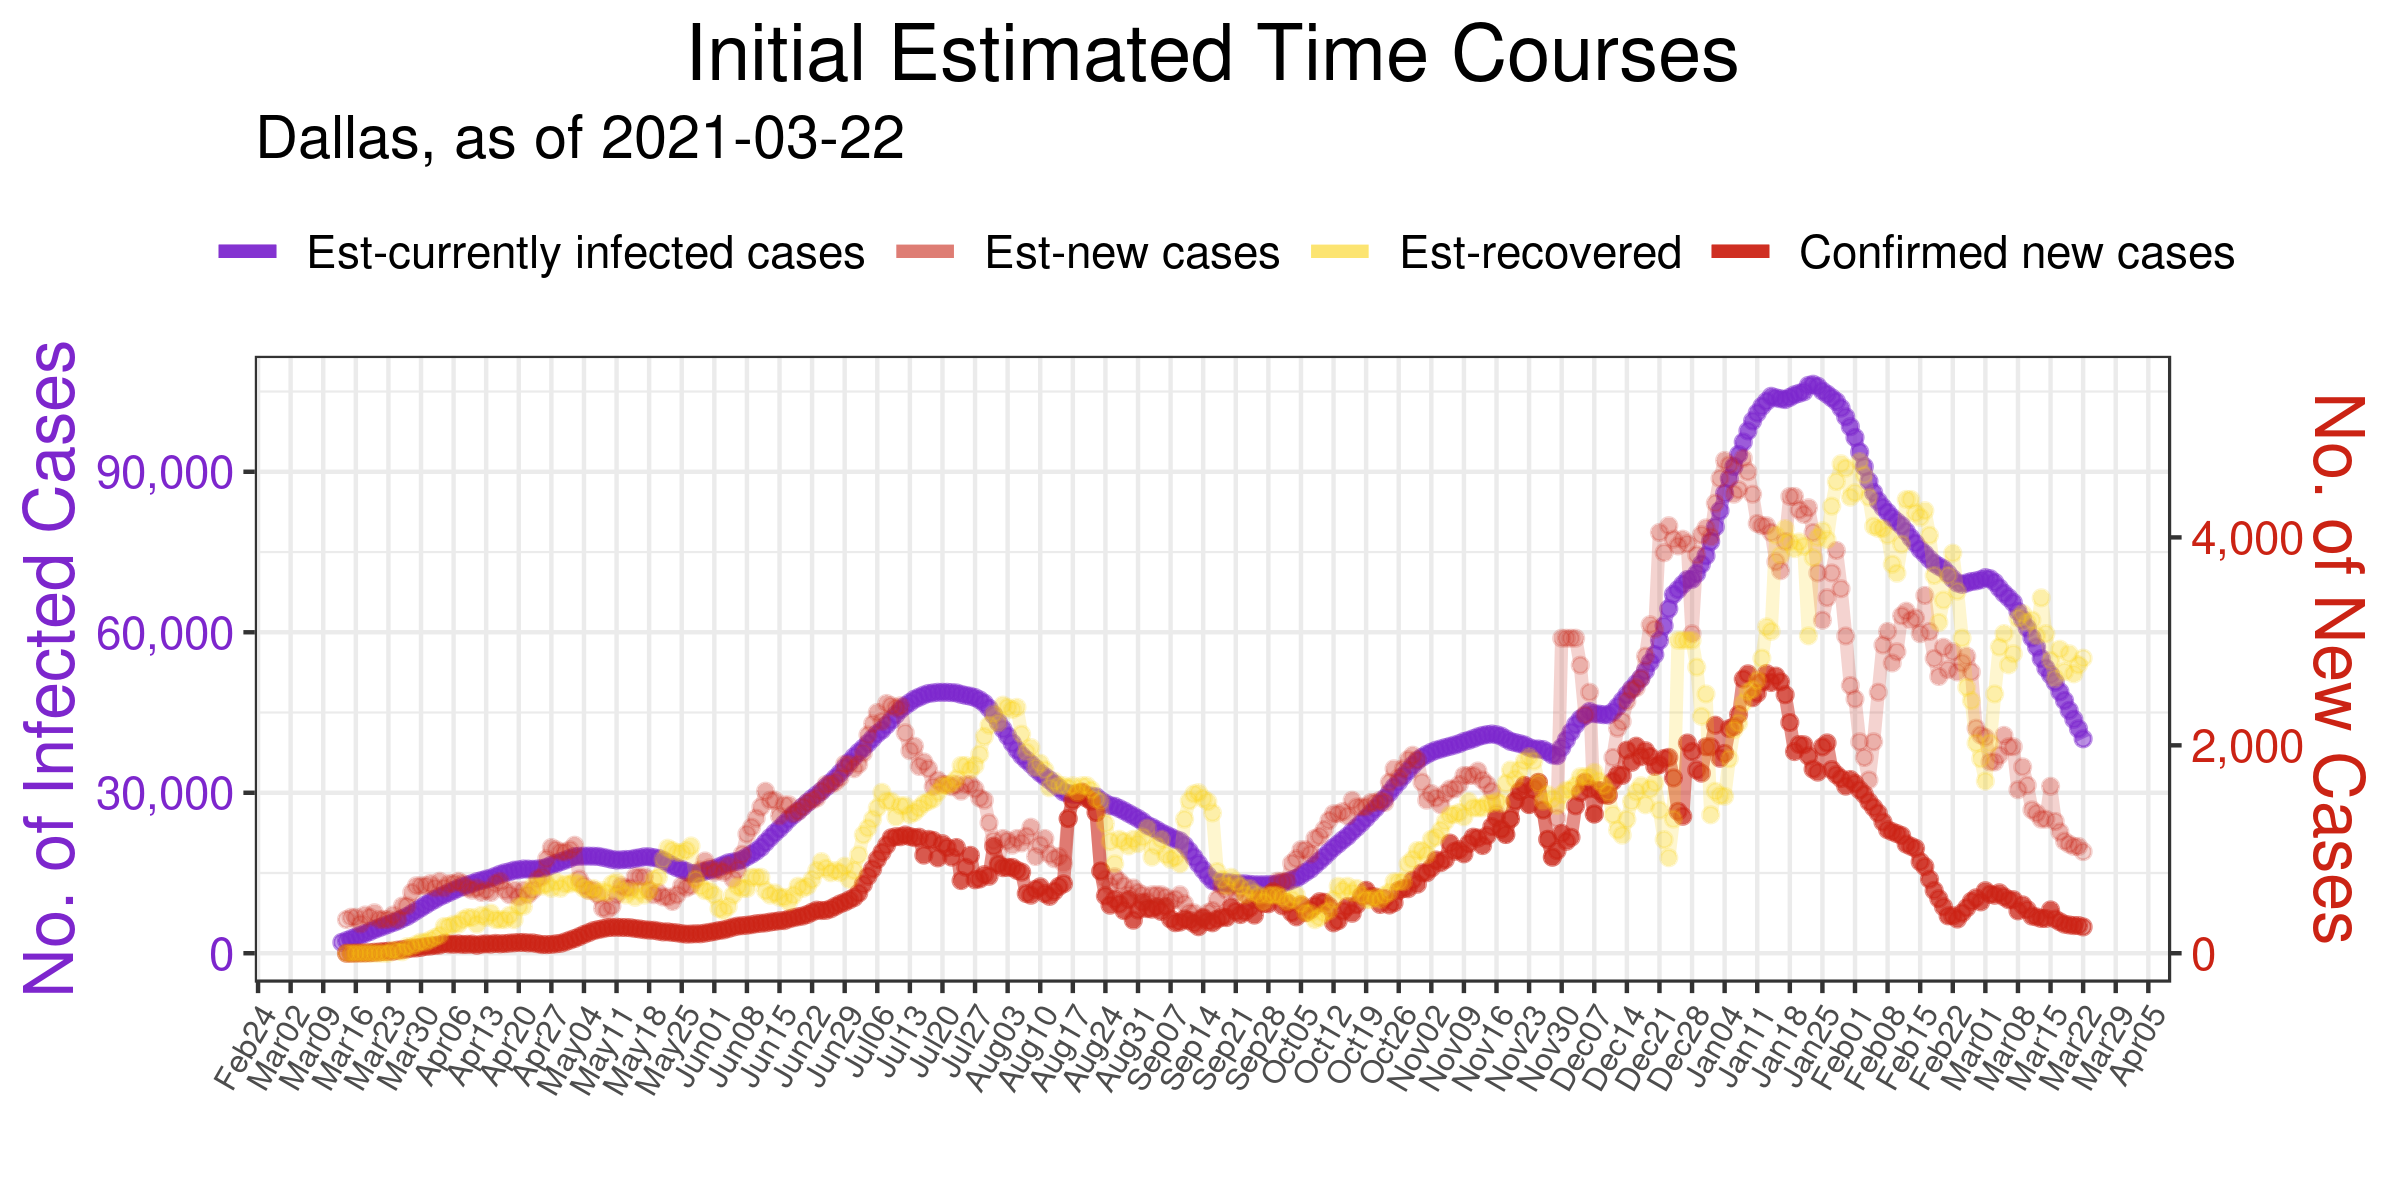 Initial Estimated Time Courses
Dallas, as of 2021-03-22
Est-currently infected cases Est-new cases Est-recovered Confirmed new cases
No. of Infected Cases
90,000
60,000
30,000
0
No. of New Cases
4,000
2,000
0
Feb24 Mar02 Mar09 Mar16 Mar23 Mar30 Apr06 Apr13 Apr20 Apr27 May04 May11 May18 May25 Jun01 Jun08 Jun15 Jun22 Jun29 Jul06 Jul13 Jul20 Jul27 Aug03 Aug10 Aug17 Aug24 Aug31 Sep07 Sep14 Sep21 Sep28 Oct05 Oct12 Oct19 Oct26 Nov02 Nov09 Nov16 Nov23 Nov30 Dec07 Dec14 Dec21 Dec28 Jan04 Jan11 Jan18 Jan25 Feb01 Feb08 Feb15 Feb22 Mar01 Mar08 Mar15 Mar22 Mar29 Apr05